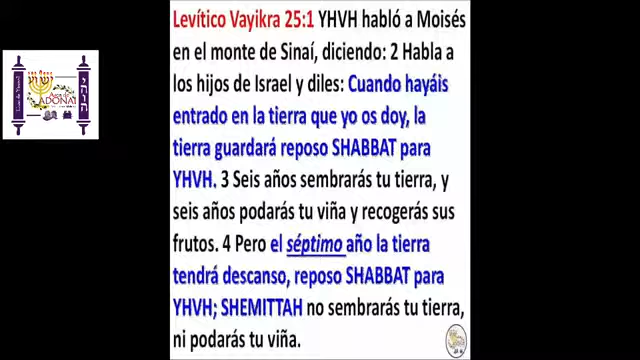 Levítico Vayikra 25:1 YHVH habló a Moisés
en el monte de Sinaí, diciendo: 2 Habla a
los hijos de Israel y diles: Cuando hayáis
entrado en la tierra que yo os doy, la
tierra guardará reposo SHABBAT para
YHVH. 3 Seis años sembrarás tu tierra, y
seis años podarás tu viña y recogerás sus
frutos. 4 Pero el séptimo año la tierra
tendrá descanso, reposo SHABBAT para
YHVH; SHEMITTAH no sembrarás tu tierra,
ni podarás tu viña.
ADONAI